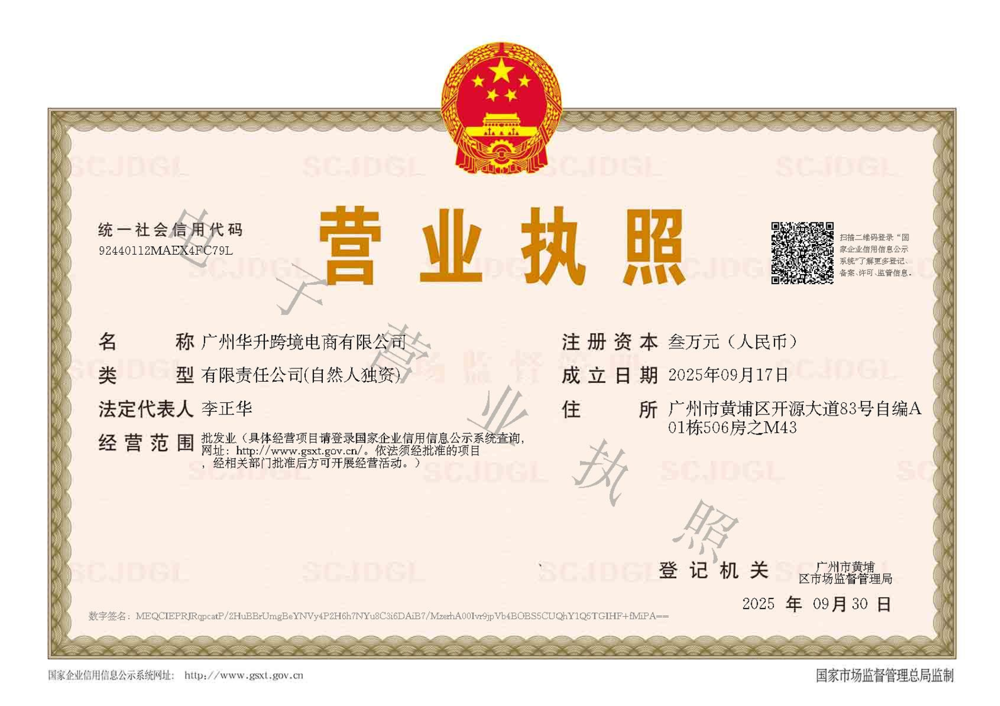 统一社会信用代码
92440112MAEX4FC79L
营业执照
扫描二维码登录“国
家企业信用信息公示
系统”了解更多登记、
备案、许可、监管信息。
名称 广州华升跨境电商有限公司
类型 有限责任公司(自然人独资)
法定代表人 李正华
经营范围 批发业（具体经营项目请登录国家企业信用信息公示系统查询,
网址：http://www.gsxt.gov.cn/。依法须经批准的项目
，经相关部门批准后方可开展经营活动。）
注册资本 叁万元（人民币）
成立日期 2025年09月17日
住所 广州市黄埔区开源大道83号自编A
01栋506房之M43
电子营业执照
登记机关
广州市黄埔
区市场监督管理局
2025 年 09月30 日
数字签名：MEQCIEPRJRqpcatP/2HuBBrUmgBeYNVy4P2H6h7NYu8C3i6DAiB7/MzerhA00Ivr9jpVb4BOBS5CUQhY1Q5TGIHF+fMiPA==
国家企业信用信息公示系统网址： http://www.gsxt.gov.cn
国家市场监督管理总局监制
SCJDGL